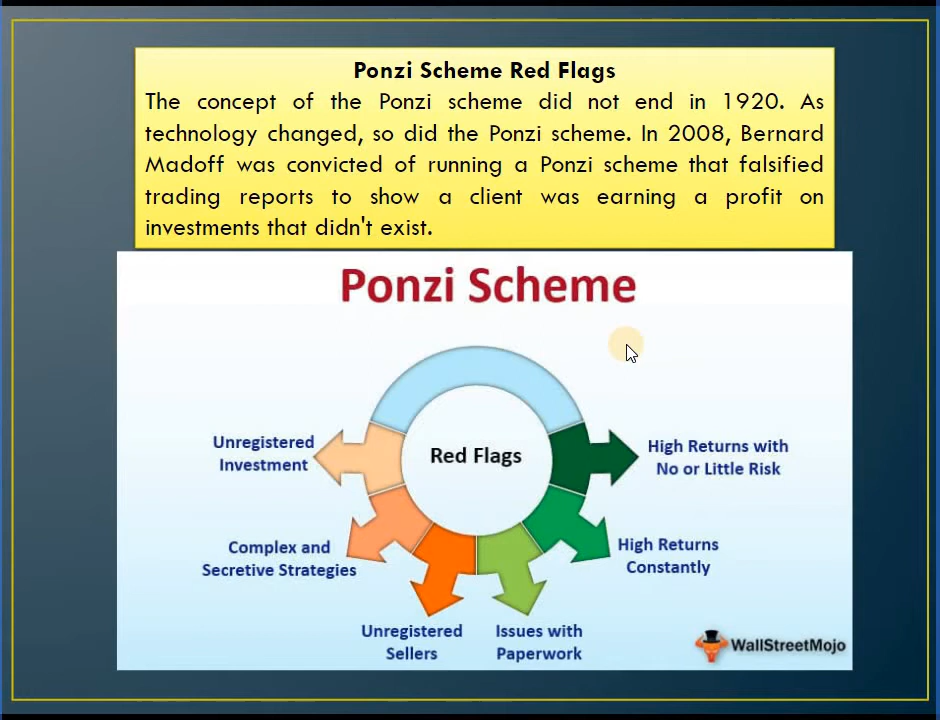 Ponzi Scheme Red Flags
The concept of the Ponzi scheme did not end in 1920. As
technology changed, so did the Ponzi scheme. In 2008, Bernard
Madoff was convicted of running a Ponzi scheme that falsified
trading reports to show a client was earning a profit on
investments that didn't exist.
Ponzi Scheme
Red Flags
Unregistered
Investment
Complex and
Secretive Strategies
Unregistered
Sellers
Issues with
Paperwork
High Returns
Constantly
High Returns with
No or Little Risk
WallStreetMojo